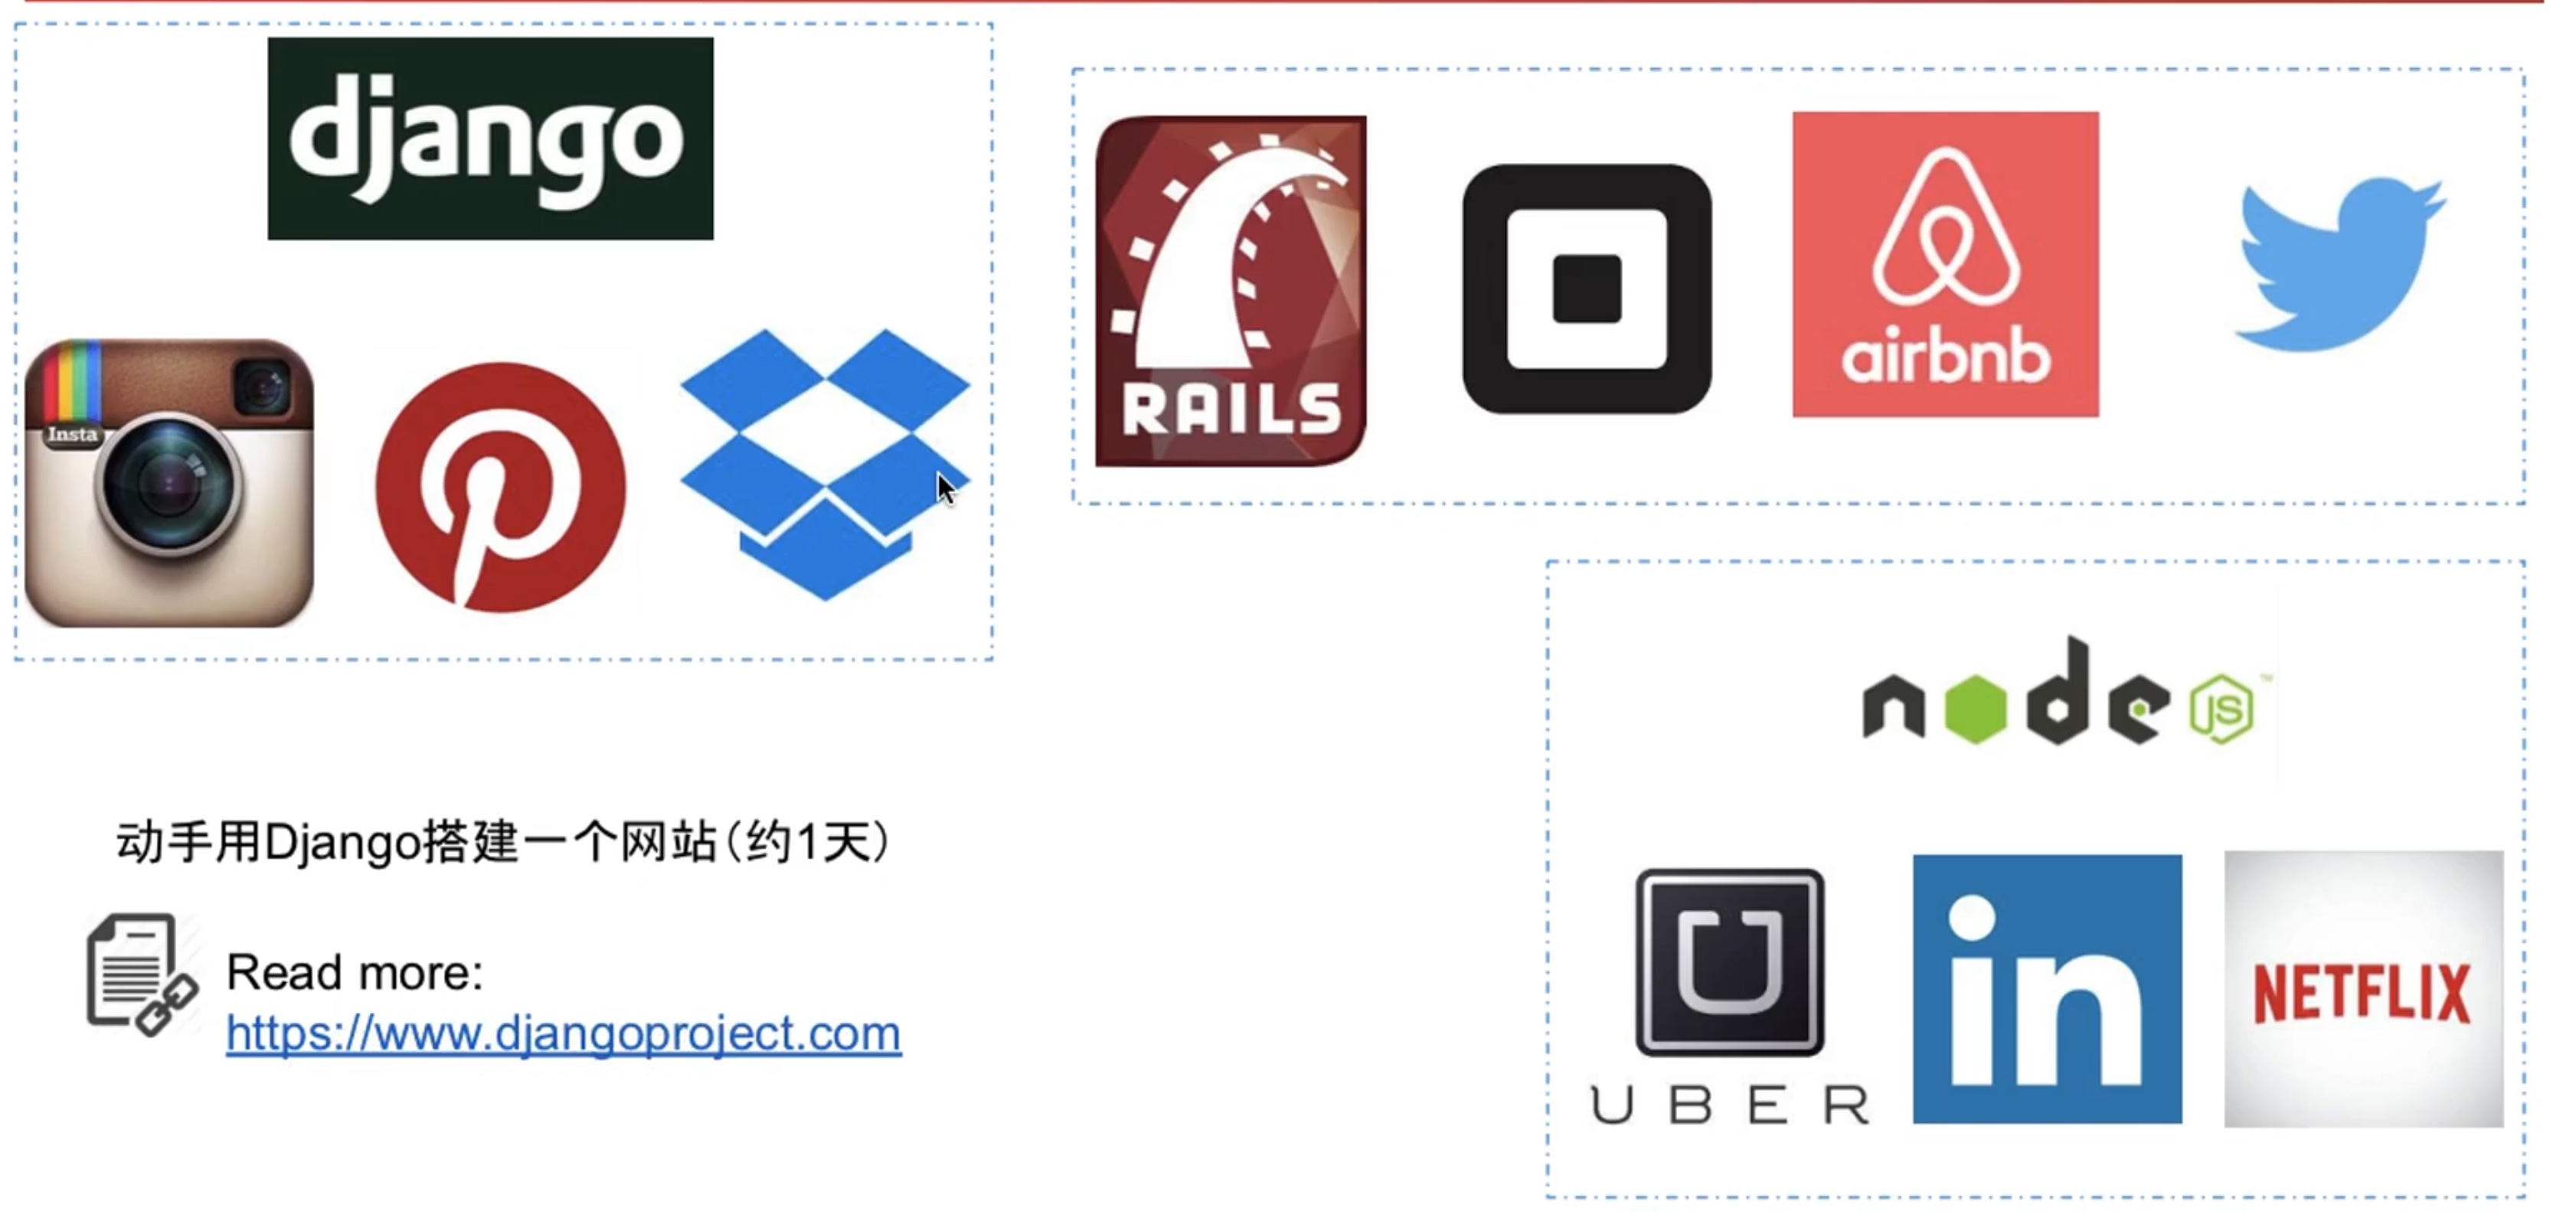 django
Insta
RAILS
airbnb
node JS™
UBER
in
NETFLIX
动手用Django搭建一个网站(约1天)
Read more:
https://www.djangoproject.com